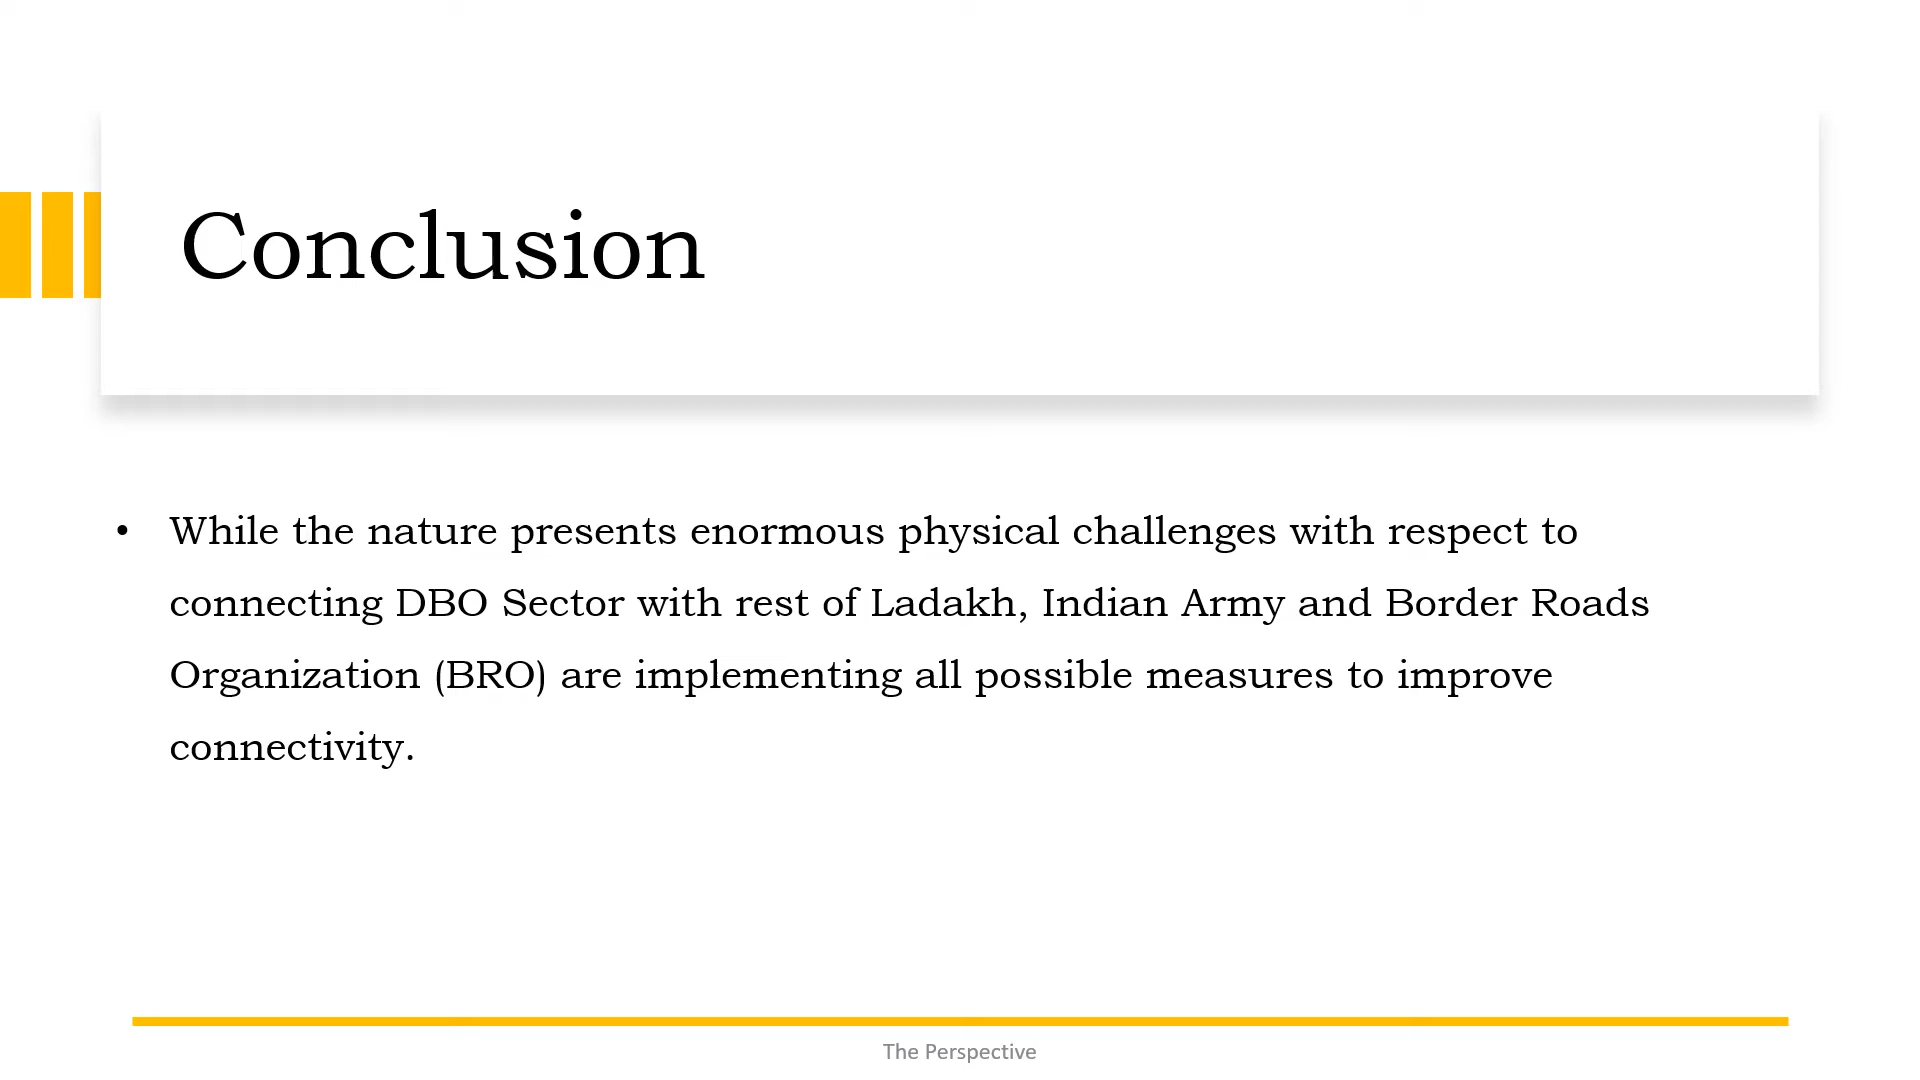 Conclusion
• While the nature presents enormous physical challenges with respect to
connecting DBO Sector with rest of Ladakh, Indian Army and Border Roads
Organization (BRO) are implementing all possible measures to improve
connectivity.
The Perspective